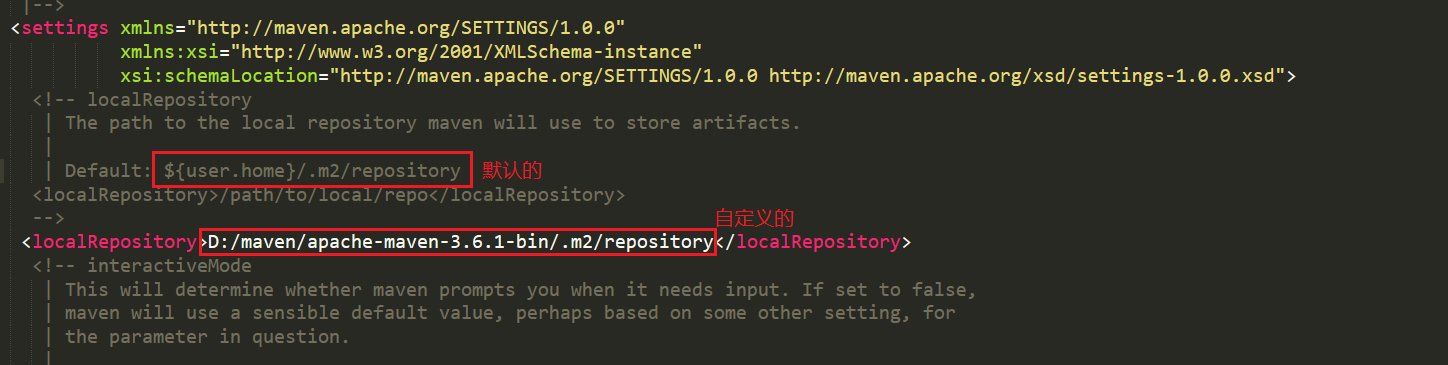 |-->
<settings xmlns="http://maven.apache.org/SETTINGS/1.0.0"
xmlns:xsi="http://www.w3.org/2001/XMLSchema-instance"
xsi:schemaLocation="http://maven.apache.org/SETTINGS/1.0.0 http://maven.apache.org/xsd/settings-1.0.0.xsd">
<!-- localRepository
| The path to the local repository maven will use to store artifacts.
|
| Default: ${user.home}/.m2/repository 默认的
<localRepository>/path/to/local/repo</localRepository>
-->
自定义的
<localRepository>D:/maven/apache-maven-3.6.1-bin/.m2/repository</localRepository>
<!-- interactiveMode
| This will determine whether maven prompts you when it needs input. If set to false,
| maven will use a sensible default value, perhaps based on some other setting, for
| the parameter in question.
|